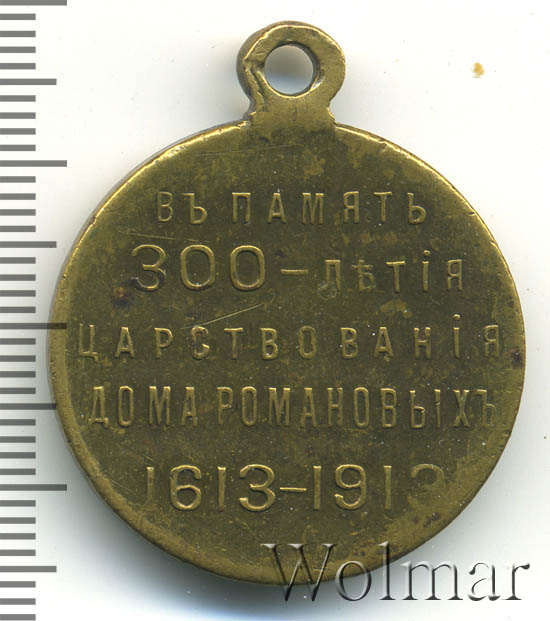 ВЪ ПАМЯТЬ
300-ЛѢТІЯ
ЦАРСТВОВАНІЯ
ДОМА РОМАНОВЫХЪ
1613-1913
Wolmar